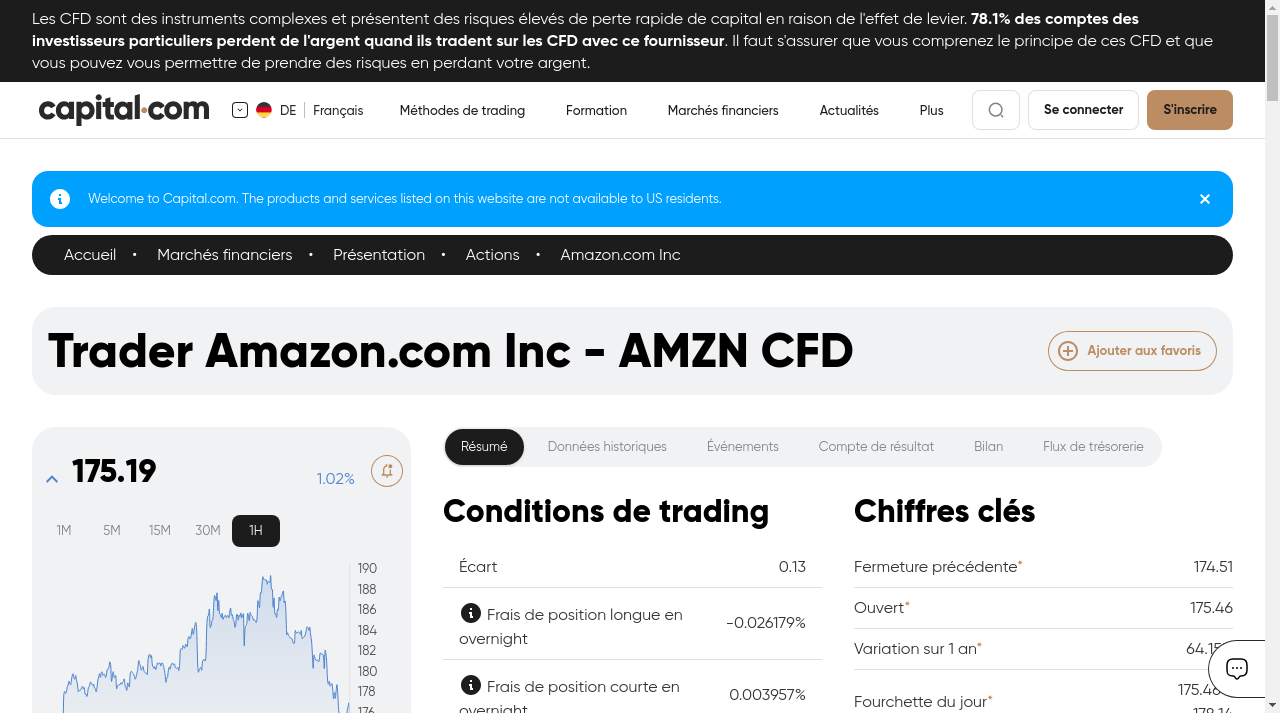 Les CFD sont des instruments complexes et présentent des risques élevés de perte rapide de capital en raison de l'effet de levier. 78.1% des comptes des
investisseurs particuliers perdent de l'argent quand ils tradent sur les CFD avec ce fournisseur. Il faut s'assurer que vous comprenez le principe de ces CFD et que
vous pouvez vous permettre de prendre des risques en perdant votre argent.
capital.com DE Français Méthodes de trading Formation Marchés financiers Actualités Plus Se connecter S'inscrire
Welcome to Capital.com. The products and services listed on this website are not available to US residents.
Accueil • Marchés financiers • Présentation • Actions • Amazon.com Inc
Trader Amazon.com Inc - AMZN CFD
Ajouter aux favoris
175.19
1.02%
1M 5M 15M 30M 1H
190
188
186
184
182
180
178
176
Résumé Données historiques Événements Compte de résultat Bilan Flux de trésorerie
Conditions de trading
Écart 0.13
Frais de position longue en
overnight
-0.026179%
Frais de position courte en
overnight
0.003957%
Chiffres clés
Fermeture précédente* 174.51
Ouvert* 175.46
Variation sur 1 an* 64.15
Fourchette du jour* 175.46
178.14